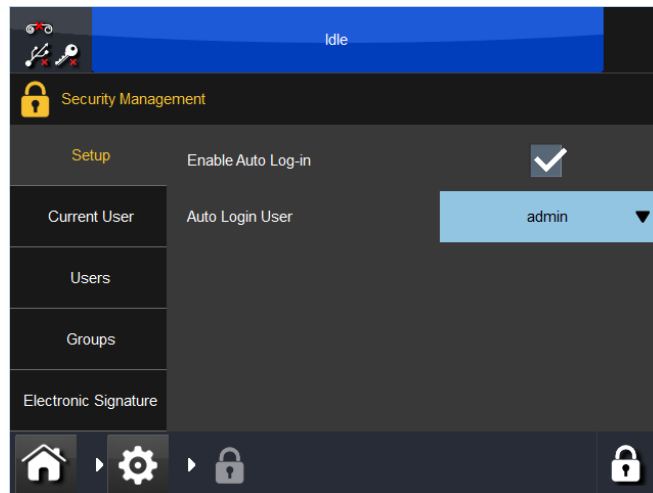 Idle
Security Management
Setup
Enable Auto Log-in
Current User
Auto Login User
admin
Users
Groups
Electronic Signature